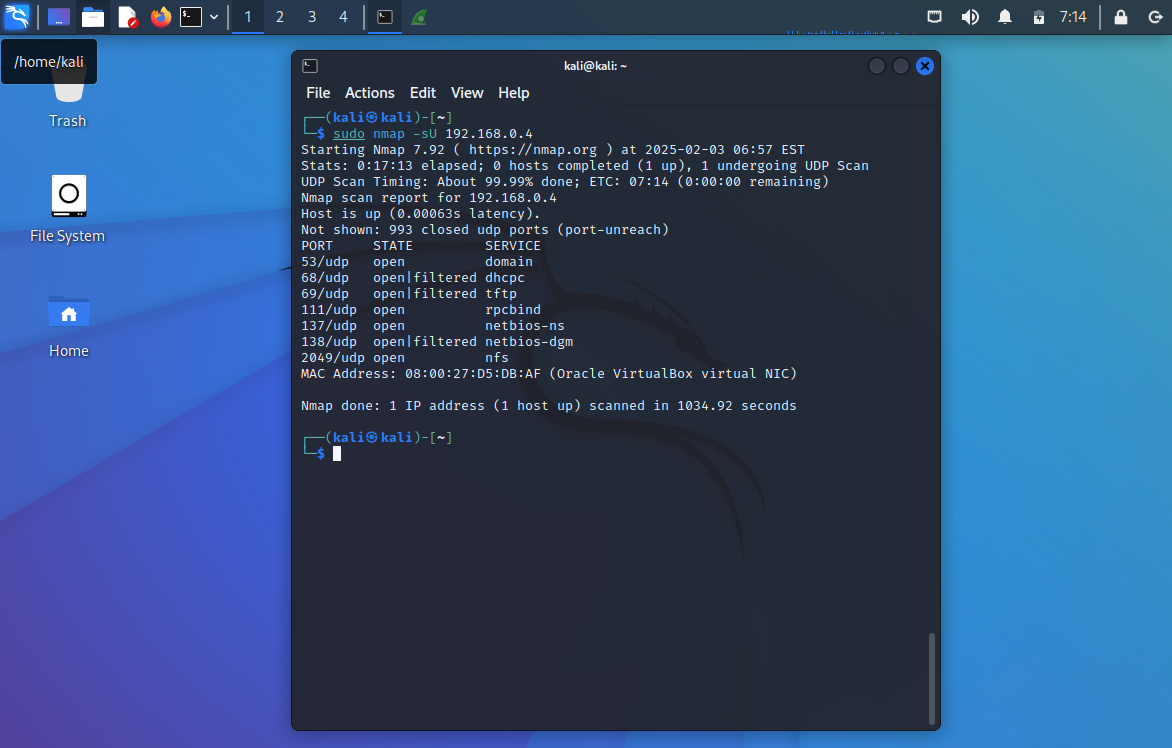 1 2 3 4 7:14
/home/kali
Trash
File System
Home
kali@kali: ~
File Actions Edit View Help
┌──(kali㉿kali)-[~]
└─$ sudo nmap -sU 192.168.0.4
Starting Nmap 7.92 ( https://nmap.org ) at 2025-02-03 06:57 EST
Stats: 0:17:13 elapsed; 0 hosts completed (1 up), 1 undergoing UDP Scan
UDP Scan Timing: About 99.99% done; ETC: 07:14 (0:00:00 remaining)
Nmap scan report for 192.168.0.4
Host is up (0.00063s latency).
Not shown: 993 closed udp ports (port-unreach)
PORT     STATE         SERVICE
53/udp   open          domain
68/udp   open|filtered dhcpc
69/udp   open|filtered tftp
111/udp  open          rpcbind
137/udp  open          netbios-ns
138/udp  open|filtered netbios-dgm
2049/udp open          nfs
MAC Address: 08:00:27:D5:DB:AF (Oracle VirtualBox virtual NIC)
Nmap done: 1 IP address (1 host up) scanned in 1034.92 seconds
┌──(kali㉿kali)-[~]
└─$